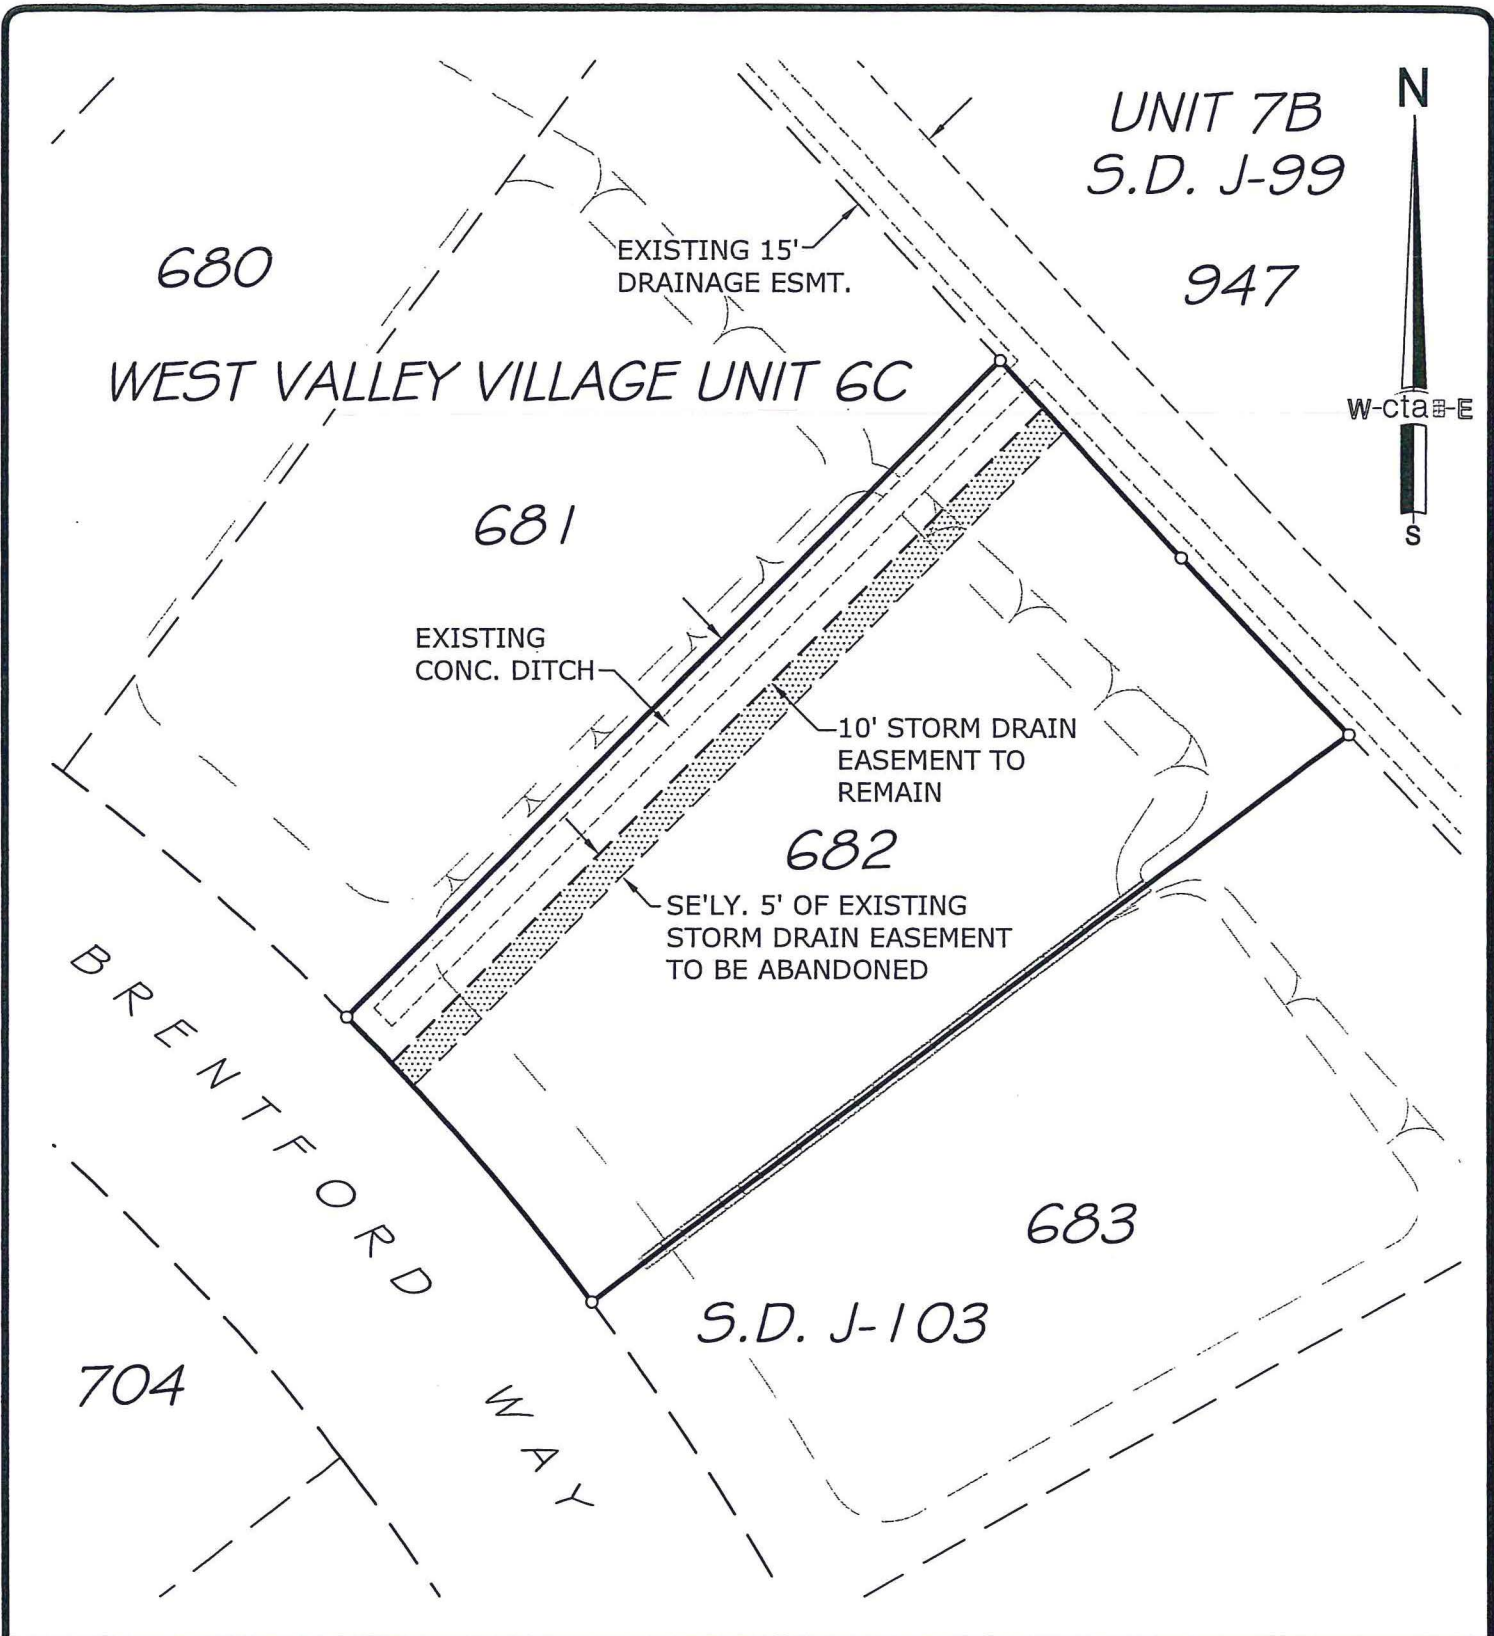 UNIT 7B
S.D. J-99
N
680
EXISTING 15'
DRAINAGE ESMT.
947
WEST VALLEY VILLAGE UNIT 6C
W-cta-E
681
S
EXISTING
CONC. DITCH
10' STORM DRAIN
EASEMENT TO
REMAIN
682
SE'LY. 5' OF EXISTING
STORM DRAIN EASEMENT
TO BE ABANDONED
BRENTFORD WAY
683
S.D. J-103
704